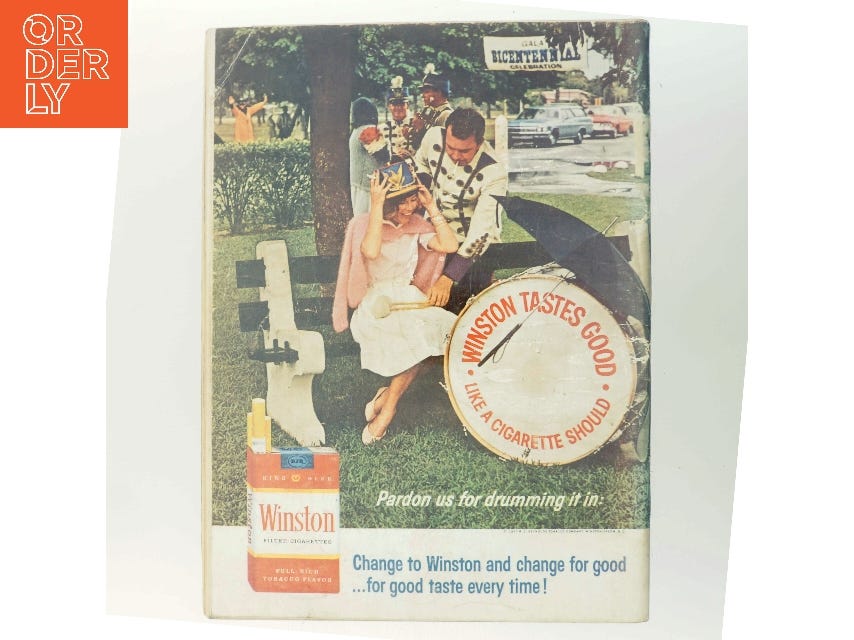 OR
DER
LY
GALA
BICENTENNIAL
CELEBRATION
WINSTON TASTES GOOD
LIKE A CIGARETTE SHOULD
KING SIZE
Winston
Winston
FILTER · CIGARETTES
FULL · RICH
TOBACCO FLAVOR
Pardon us for drumming it in:
Change to Winston and change for good
...for good taste every time!